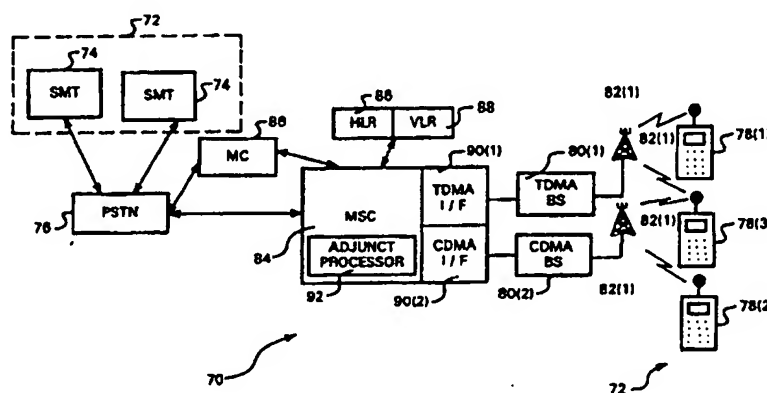 72
74
SMT
SMT
74
86
MC
88
HLR
VLR
88
90(1)
80(1)
82(1)
82(1)
78(1)
PSTN
76
MSC
TDMA
I/F
TDMA
BS
82(1)
84
ADJUNCT
PROCESSOR
92
CDMA
I/F
CDMA
BS
78(3)
90(2)
80(2)
82(1)
78(2)
70
72